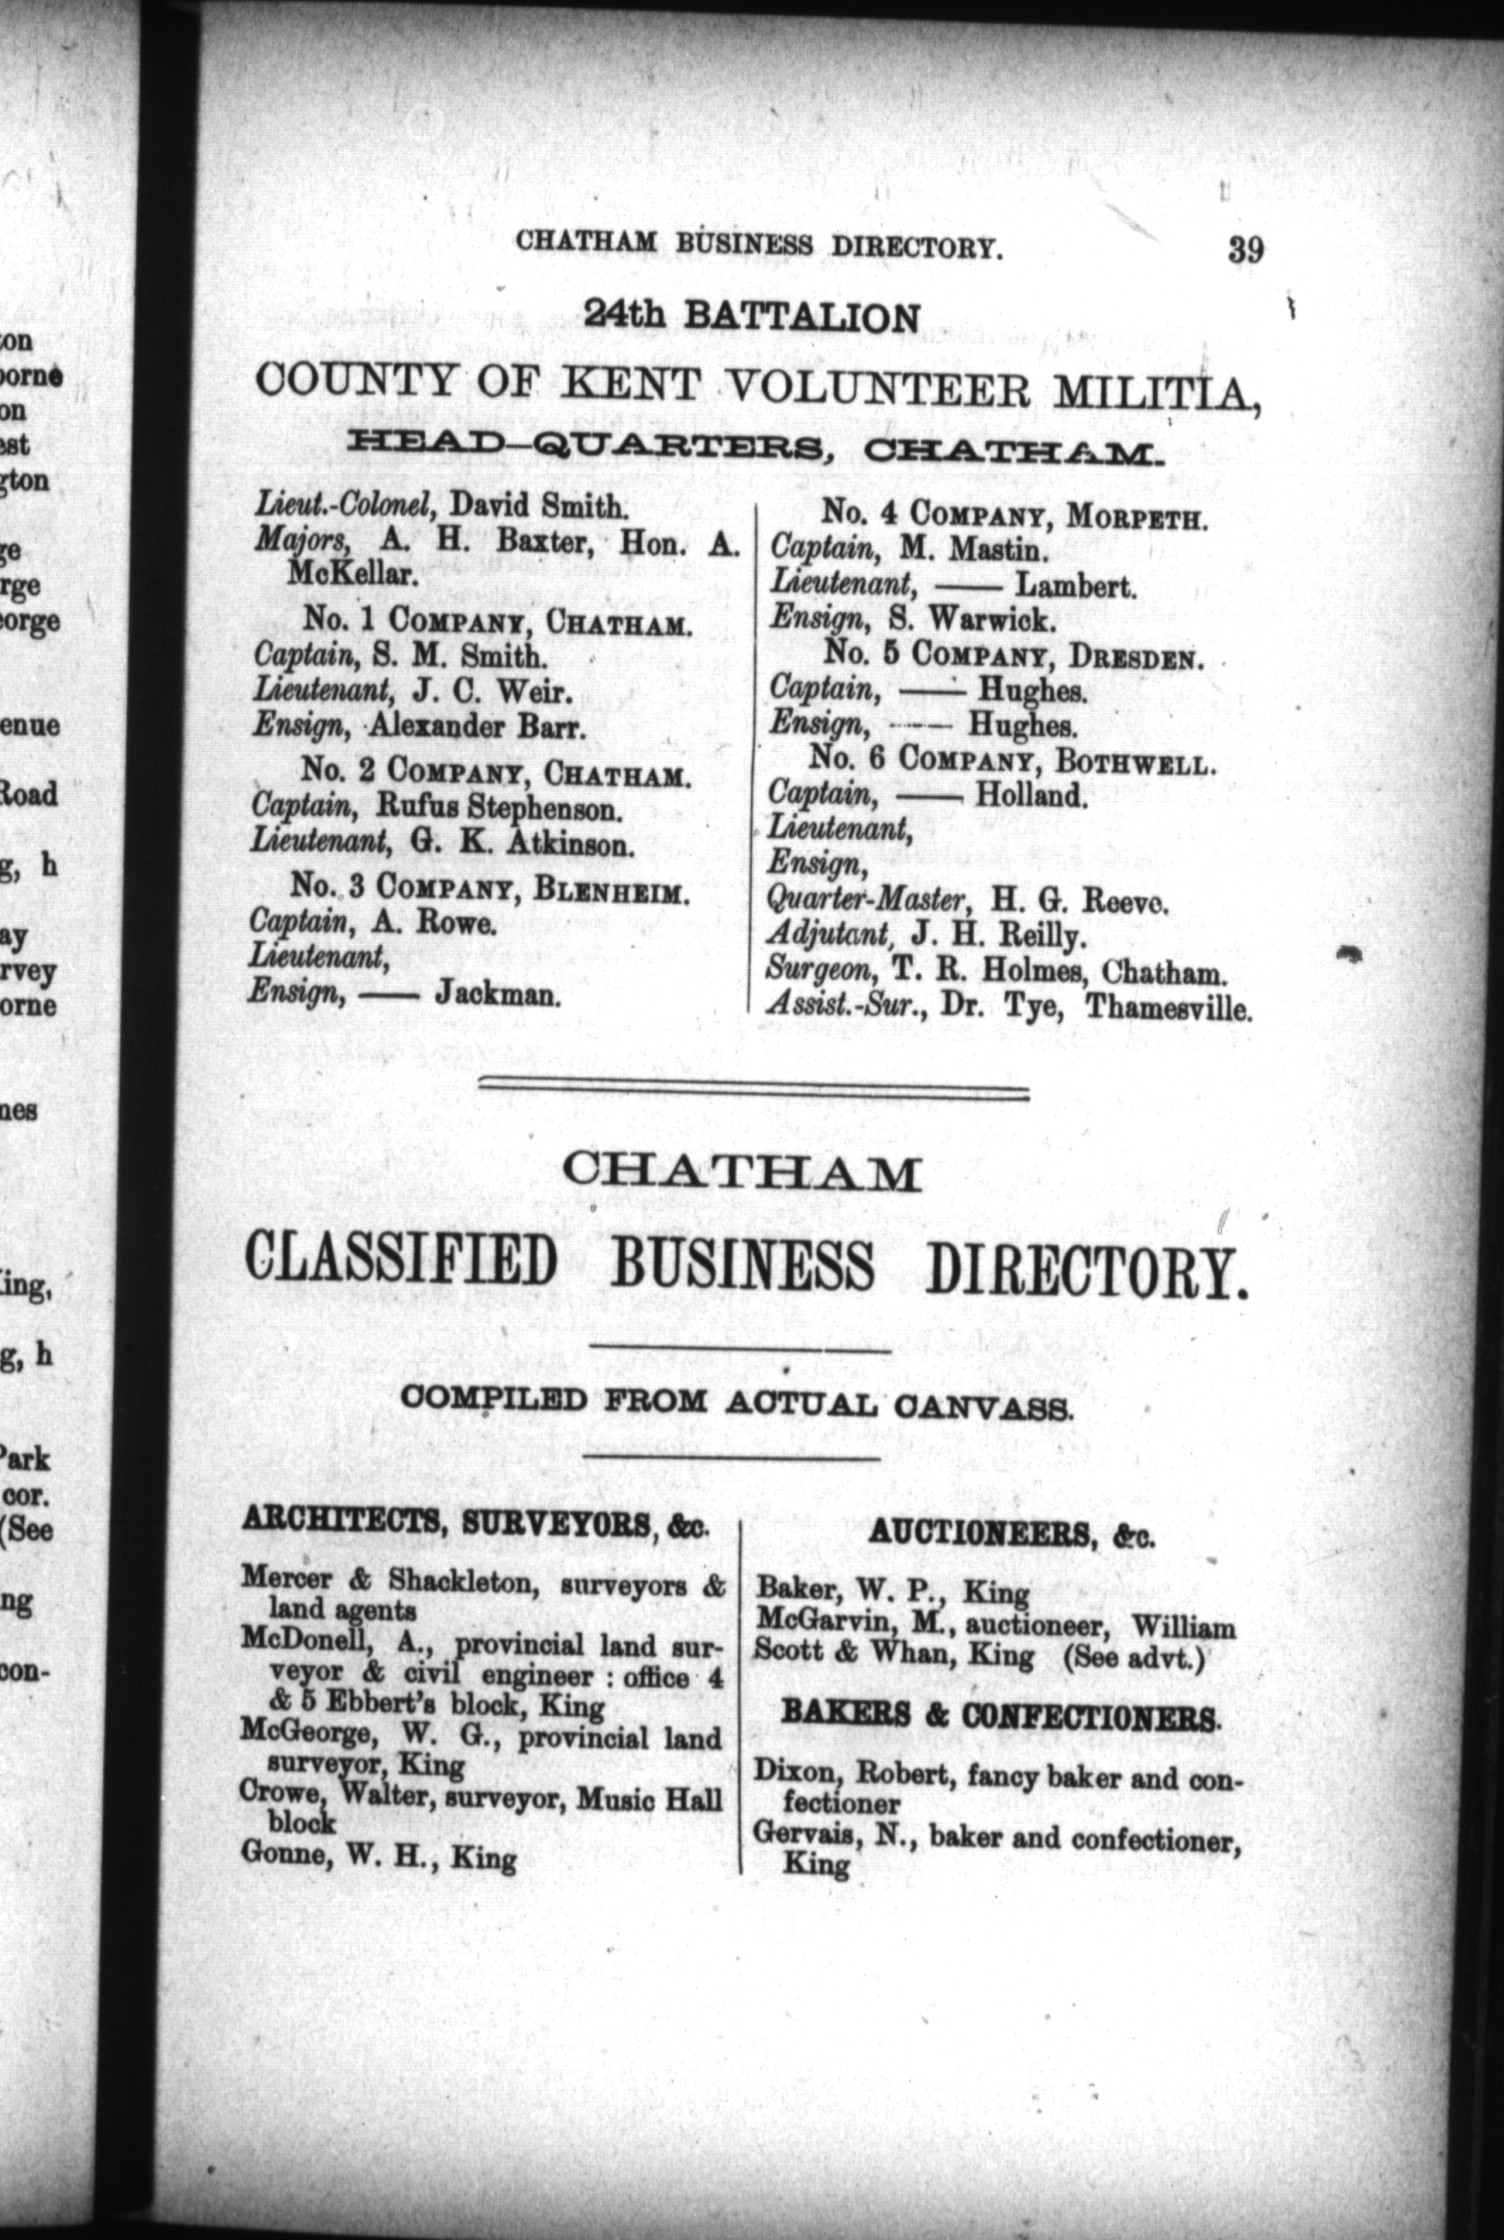 CHATHAM BUSINESS DIRECTORY. 39
24th BATTALION
COUNTY OF KENT VOLUNTEER MILITIA,
HEAD-QUARTERS, CHATHAM.
Lieut.-Colonel, David Smith.
Majors, A. H. Baxter, Hon. A.
McKellar.
No. 1 COMPANY, CHATHAM.
Captain, S. M. Smith.
Lieutenant, J. C. Weir.
Ensign, Alexander Barr.
No. 2 COMPANY, CHATHAM.
Captain, Rufus Stephenson.
Lieutenant, G. K. Atkinson.
No. 3 COMPANY, BLENHEIM.
Captain, A. Rowe.
Lieutenant,
Ensign, —— Jackman.
No. 4 COMPANY, MORPETH.
Captain, M. Mastin.
Lieutenant, —— Lambert.
Ensign, S. Warwick.
No. 5 COMPANY, DRESDEN.
Captain, —— Hughes.
Ensign, —— Hughes.
No. 6 COMPANY, BOTHWELL.
Captain, —— Holland.
Lieutenant,
Ensign,
Quarter-Master, H. G. Reeve.
Adjutant, J. H. Reilly.
Surgeon, T. R. Holmes, Chatham.
Assist.-Sur., Dr. Tye, Thamesville.
CHATHAM
CLASSIFIED BUSINESS DIRECTORY.
COMPILED FROM ACTUAL CANVASS.
ARCHITECTS, SURVEYORS, &c.
Mercer & Shackleton, surveyors &
land agents
McDonell, A., provincial land sur-
veyor & civil engineer : office 4
& 5 Ebbert's block, King
McGeorge, W. G., provincial land
surveyor, King
Crowe, Walter, surveyor, Music Hall
block
Gonne, W. H., King
AUCTIONEERS, &c.
Baker, W. P., King
McGarvin, M., auctioneer, William
Scott & Whan, King (See advt.)
BAKERS & CONFECTIONERS.
Dixon, Robert, fancy baker and con-
fectioner
Gervais, N., baker and confectioner,
King